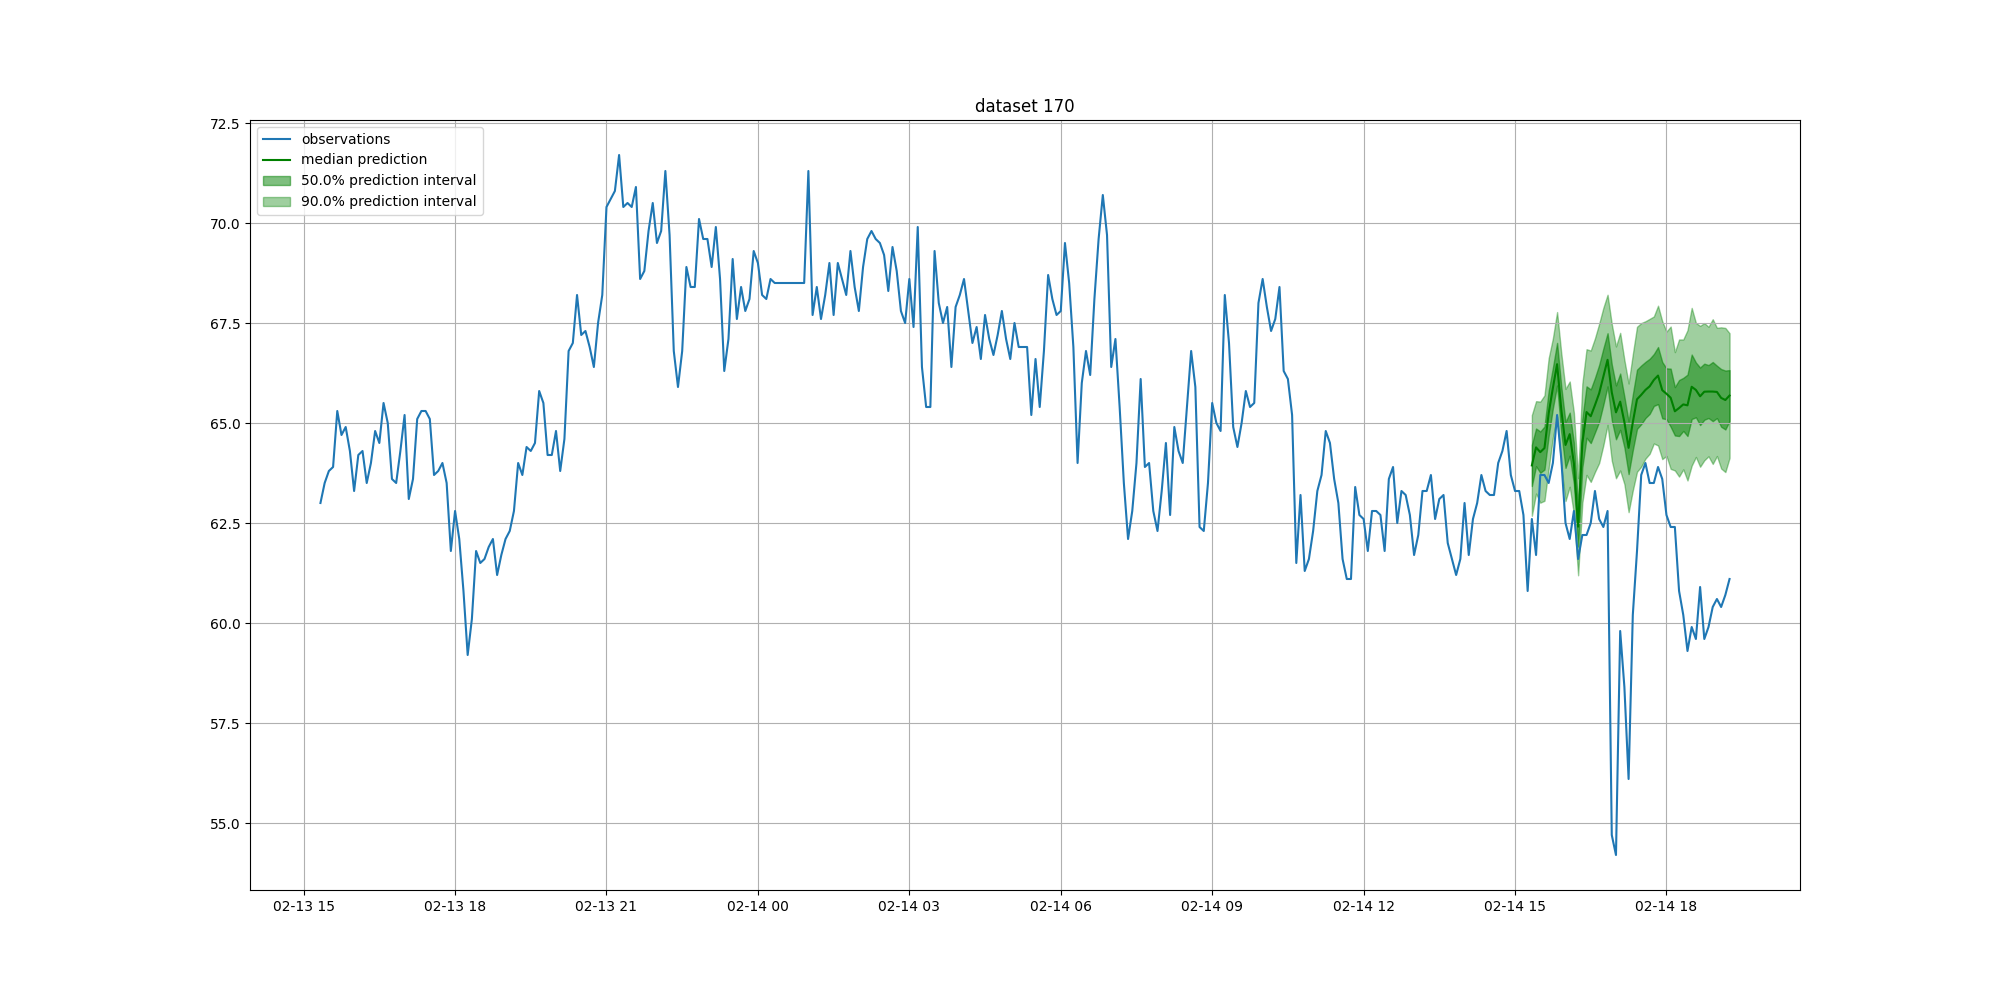 dataset 170
72.5
70.0
67.5
65.0
62.5
60.0
57.5
55.0
observations
median prediction
50.0% prediction interval
90.0% prediction interval
02-13 15 02-13 18 02-13 21 02-14 00 02-14 03 02-14 06 02-14 09 02-14 12 02-14 15 02-14 18